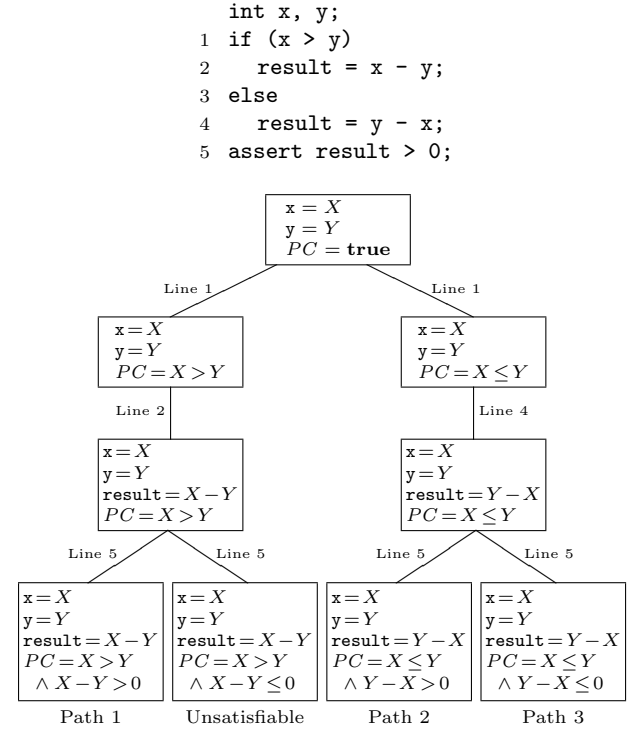 int x, y;
1 if (x > y)
2 result = x - y;
3 else
4 result = y - x;
5 assert result > 0;
x = X
y = Y
PC = true
Line 1
Line 1
x = X
y = Y
PC = X > Y
x = X
y = Y
PC = X ≤ Y
Line 2
Line 4
x = X
y = Y
result = X − Y
PC = X > Y
x = X
y = Y
result = Y − X
PC = X ≤ Y
Line 5
Line 5
Line 5
Line 5
x = X
y = Y
result = X − Y
PC = X > Y
∧ X − Y > 0
x = X
y = Y
result = X − Y
PC = X > Y
∧ X − Y ≤ 0
x = X
y = Y
result = Y − X
PC = X ≤ Y
∧ Y − X > 0
x = X
y = Y
result = Y − X
PC = X ≤ Y
∧ Y − X ≤ 0
Path 1
Unsatisfiable
Path 2
Path 3